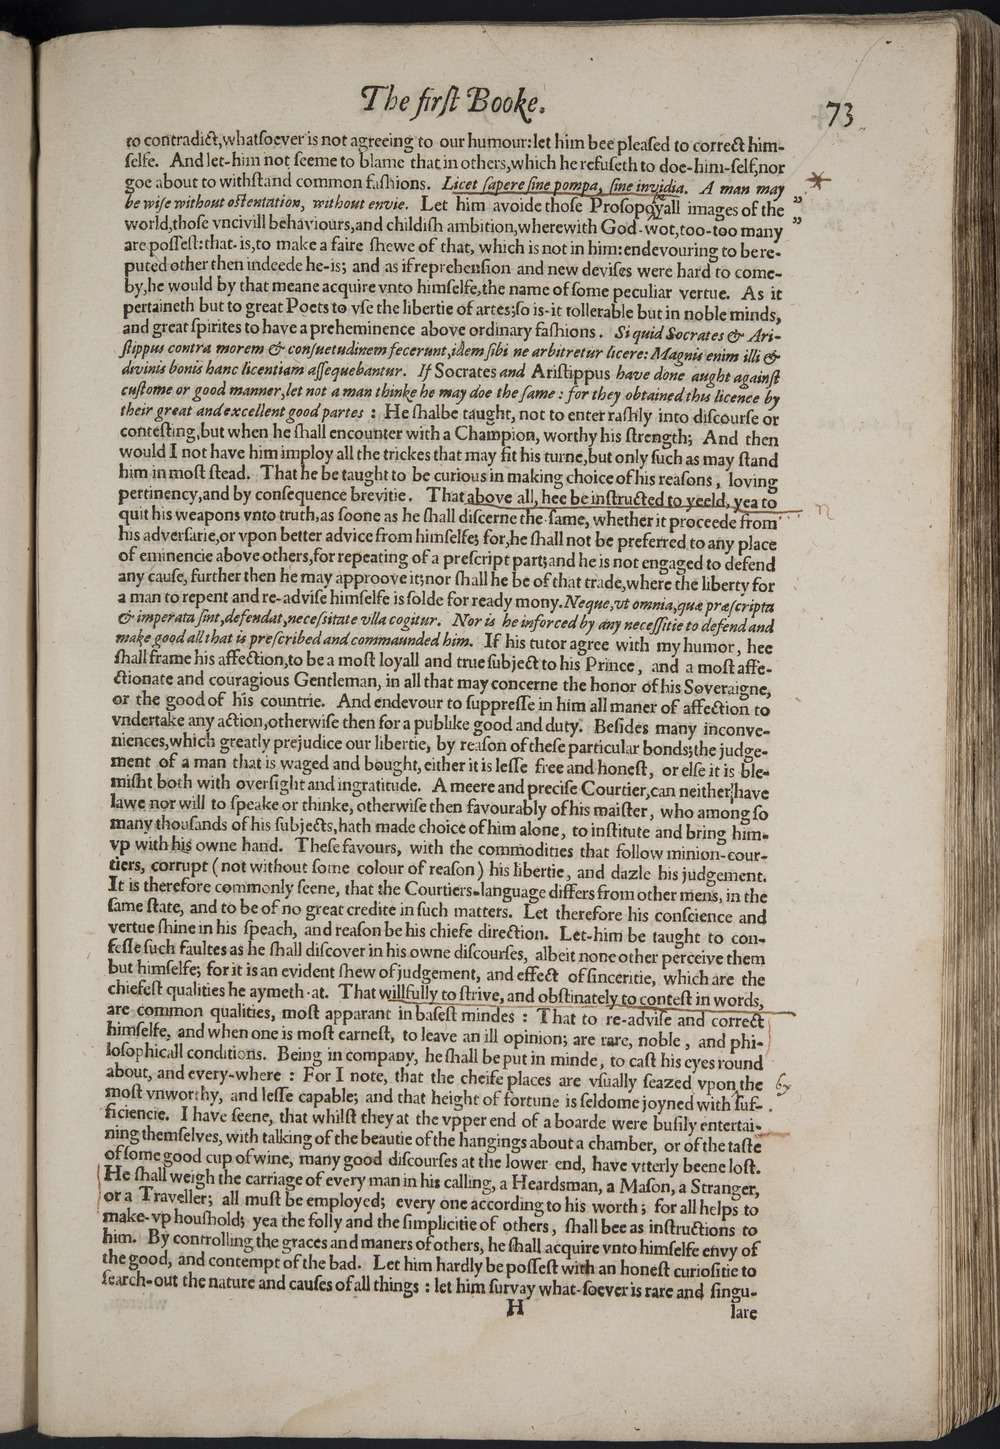 The firſt Booke.
73
to contradict,whatſoever is not agreeing to our humour:let him bee pleaſed to correct him-
ſelfe. And let-him not ſeeme to blame that in others,which he refuſeth to doe-him-ſelf,nor
goe about to withſtand common faſhions. Licet ſapere ſine pompa, ſine invidia. A man may
be wiſe without oſtentation, without envie. Let him avoide thoſe Proſopoyall images of the
world,thoſe vncivill behaviours,and childiſh ambition,wherewith God-wot,too-too many
are poſſeſt:that-is,to make a faire ſhewe of that, which is not in him:endevouring to be re-
puted other then indeede he-is; and as if reprehenſion and new deviſes were hard to come-
by,he would by that meane acquire vnto himſelfe,the name of ſome peculiar vertue. As it
pertaineth but to great Poets to vſe the libertie of artes;ſo is-it tollerable but in noble minds,
and great ſpirites to have a preheminence above ordinary faſhions. Si quid Socrates & Ari-
ſtippus contra morem & conſuetudinem fecerunt,idem ſibi ne arbitretur licere: Magnis enim illi &
divinis bonis hanc licentiam aſſequebantur. If Socrates and Ariſtippus have done aught againſt
cuſtome or good manner,let not a man thinke he may doe the ſame : for they obtained this licence by
their great and excellent good partes : He ſhalbe taught, not to enter raſhly into diſcourſe or
conteſting,but when he ſhall encounter with a Champion, worthy his ſtrength; And then
would I not have him imploy all the trickes that may fit his turne,but only ſuch as may ſtand
him in moſt ſtead. That he be taught to be curious in making choice of his reaſons, loving
pertinency,and by conſequence brevitie. That above all, hee be inſtructed to yeeld, yea to
quit his weapons vnto truth,as ſoone as he ſhall diſcerne the ſame, whether it proceede from
n
his adverſarie,or vpon better advice from himſelfe; for,he ſhall not be preferred to any place
of eminencie above others,for repeating of a preſcript part;and he is not engaged to defend
any cauſe, further then he may approove it;nor ſhall he be of that trade,where the liberty for
a man to repent and re-adviſe himſelfe is ſolde for ready mony. Neque,vt omnia,quæ præſcripta
& imperata ſint,defendat,neceſsitate vlla cogitur. Nor is he inforced by any neceſſitie to defend and
make good all that is preſcribed and commaunded him. If his tutor agree with my humor, hee
ſhall frame his affection,to be a moſt loyall and true ſubject to his Prince, and a moſt affe-
ctionate and couragious Gentleman, in all that may concerne the honor of his Soveraigne,
or the good of his countrie. And endevour to ſuppreſſe in him all maner of affection to
vndertake any action,otherwiſe then for a publike good and duty. Beſides many inconve-
niences,which greatly prejudice our libertie, by reaſon of theſe particular bonds;the judge-
ment of a man that is waged and bought, either it is leſſe free and honeſt, or elſe it is ble-
miſht both with overſight and ingratitude. A meere and preciſe Courtier,can neither have
lawe nor will to ſpeake or thinke, otherwiſe then favourably of his maiſter, who among ſo
many thouſands of his ſubjects,hath made choice of him alone, to inſtitute and bring him-
vp with his owne hand. Theſe favours, with the commodities that follow minion-cour-
tiers, corrupt (not without ſome colour of reaſon) his libertie, and dazle his judgement.
It is therefore commonly ſeene, that the Courtiers-language differs from other mens, in the
ſame ſtate, and to be of no great credite in ſuch matters. Let therefore his conſcience and
vertue ſhine in his ſpeach, and reaſon be his chiefe direction. Let-him be taught to con-
feſſe ſuch faultes as he ſhall diſcover in his owne diſcourſes, albeit none other perceive them
but himſelfe; for it is an evident ſhew of judgement, and effect of ſinceritie, which are the
chiefeſt qualities he aymeth-at. That willfully to ſtrive, and obſtinately to conteſt in words,
are common qualities, moſt apparant in baſeſt mindes : That to re-adviſe and correct
himſelfe, and when one is moſt earneſt, to leave an ill opinion; are rare, noble, and phi-
loſophicall conditions. Being in company, he ſhall be put in minde, to caſt his eyes round
about, and every-where : For I note, that the cheife places are vſually ſeazed vpon the
by
moſt vnworthy, and leſſe capable; and that height of fortune is ſeldome joyned with ſuf-
ficiencie. I have ſeene, that whilſt they at the vpper end of a boarde were buſily entertai-
ning themſelves, with talking of the beautie of the hangings about a chamber, or of the taſte
of ſome good cup of wine, many good diſcourſes at the lower end, have vtterly beene loſt.
He ſhall weigh the carriage of every man in his calling, a Heardsman, a Maſon, a Stranger,
or a Traveller; all muſt be employed; every one according to his worth; for all helps to
make-vp houſhold; yea the folly and the ſimplicitie of others, ſhall bee as inſtructions to
him. By controlling the graces and maners of others, he ſhall acquire vnto himſelfe envy of
the good, and contempt of the bad. Let him hardly be poſſeſt with an honeſt curioſitie to
ſearch-out the nature and cauſes of all things : let him ſurvay what-ſoever is rare and ſingu-
H
lare